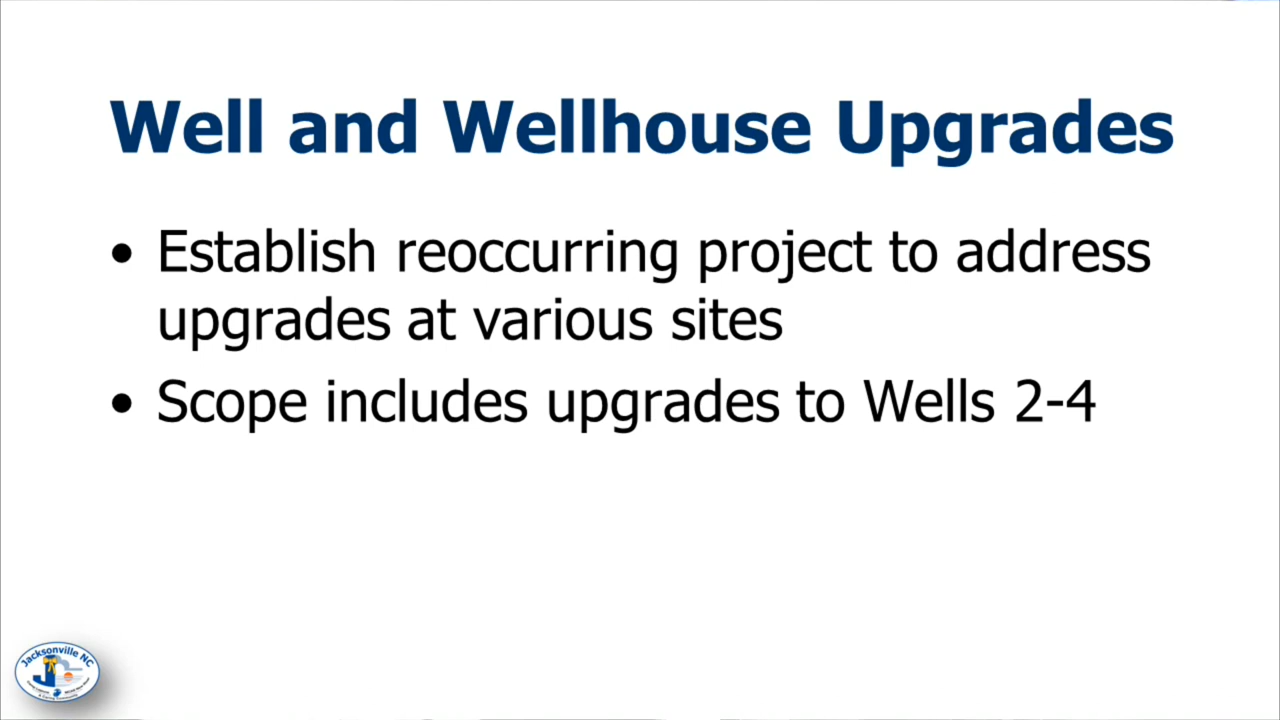 Well and Wellhouse Upgrades
• Establish reoccurring project to address
upgrades at various sites
• Scope includes upgrades to Wells 2-4
Jacksonville NC